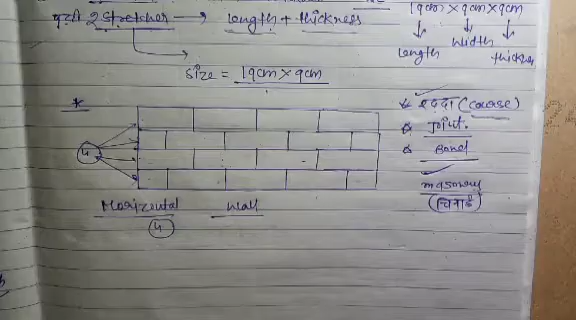 2 Stretcher → length + thickness
19cm × 9cm × 9cm
length width thickness
Size = 19cm × 9cm
*
रद्दा (course)
Joint.
Bond
masonry
(चिनाई)
4
Horizontal wall
4